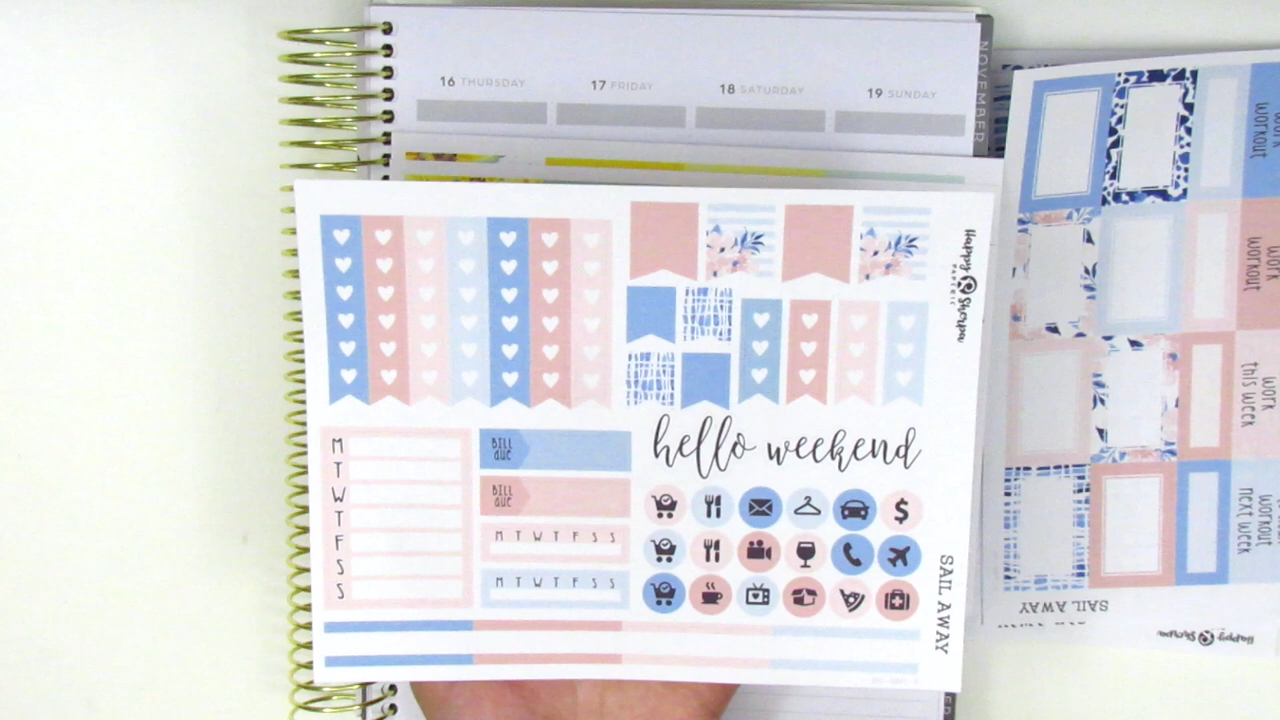 16 THURSDAY
17 FRIDAY
18 SATURDAY
19 SUNDAY
NOVEMBER
Happy Sherpa
PAPERIE
M
T
W
T
F
S
S
BILL
due
BILL
due
M T W T F S S
M T W T F S S
hello weekend
$
SAIL AWAY
work
workout
work
workout
work
this week
workout
next week
SAIL AWAY
Happy Sherpa